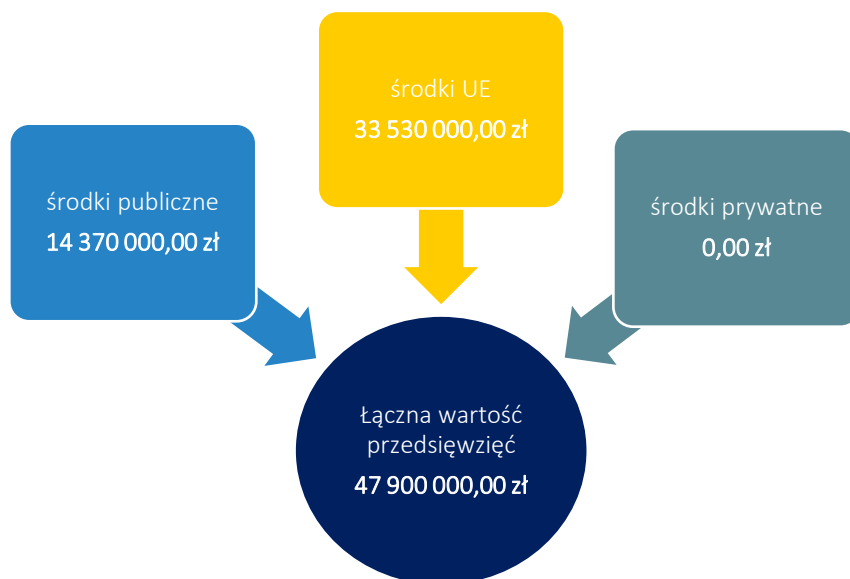 środki UE
33 530 000,00 zł
środki publiczne
14 370 000,00 zł
środki prywatne
0,00 zł
Łączna wartość
przedsięwzięć
47 900 000,00 zł